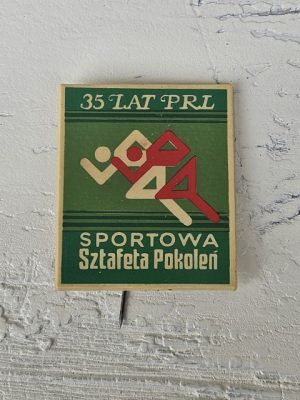 35 LAT PRL
SPORTOWA
Sztafeta Pokoleń